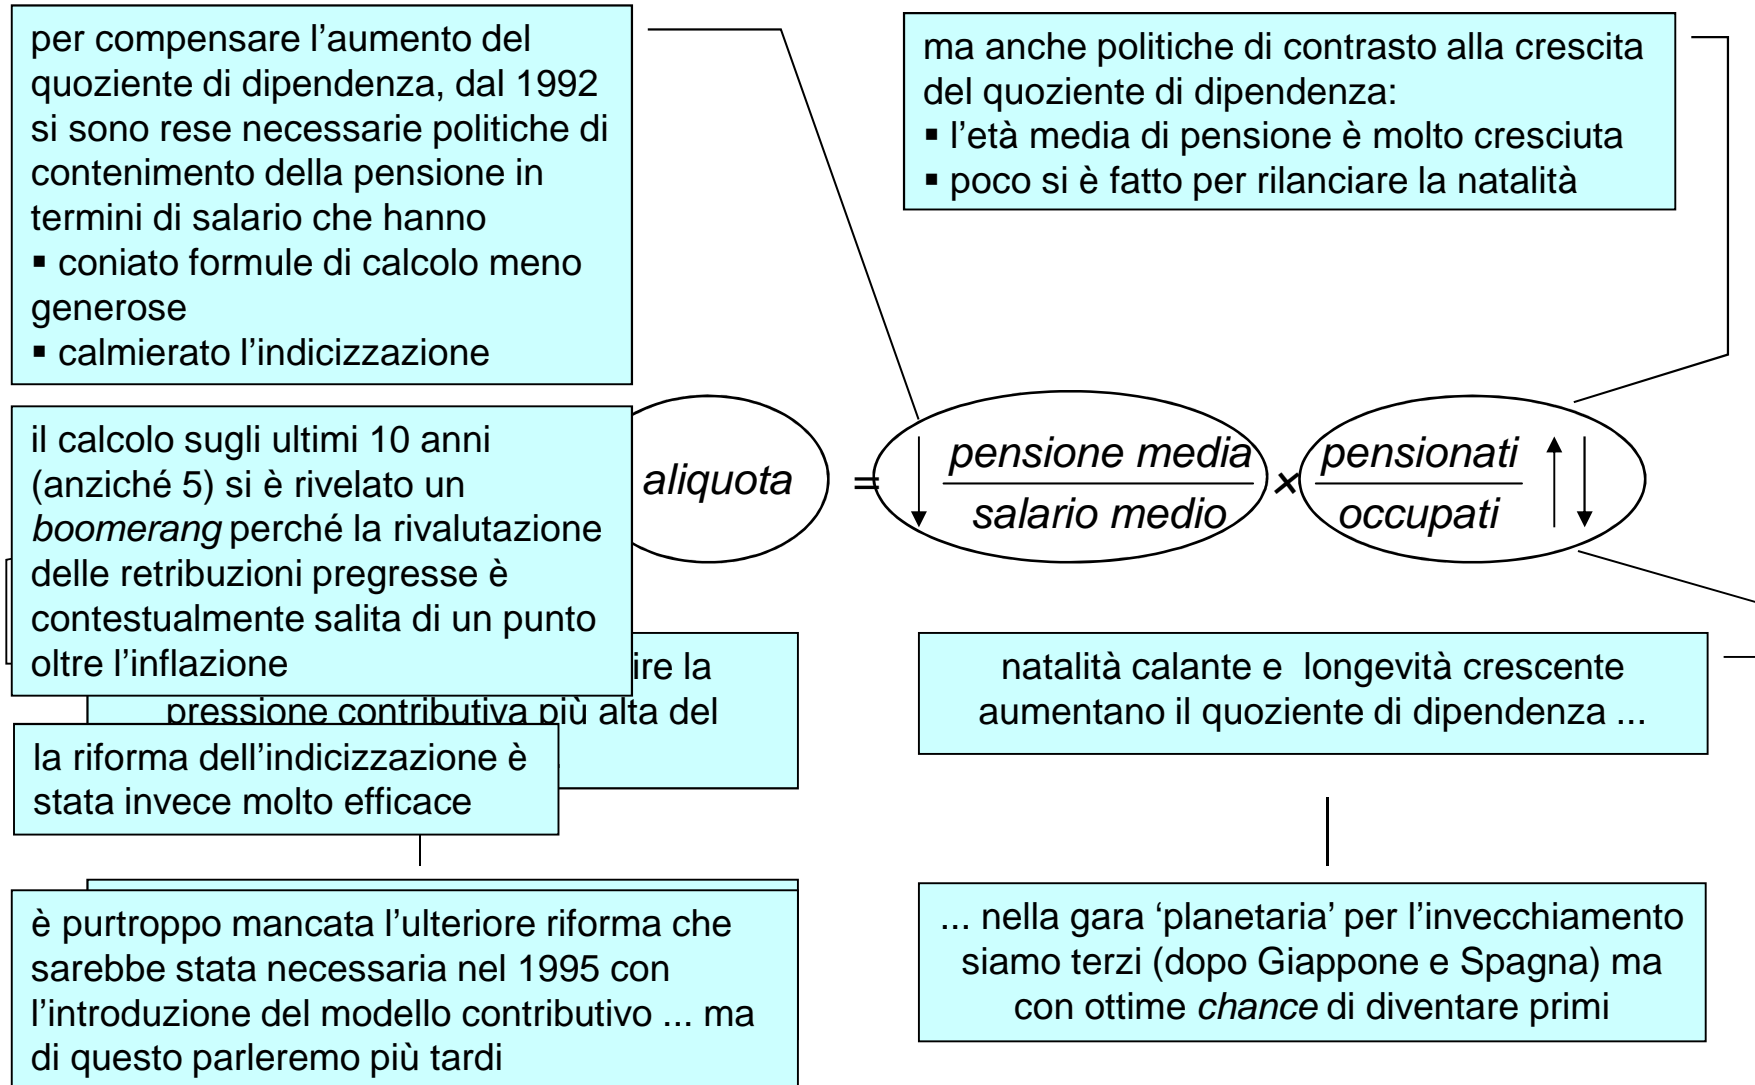 per compensare l’aumento del
quoziente di dipendenza, dal 1992
si sono rese necessarie politiche di
contenimento della pensione in
termini di salario che hanno
▪ coniato formule di calcolo meno
generose
▪ calmierato l’indicizzazione
ma anche politiche di contrasto alla crescita
del quoziente di dipendenza:
▪ l’età media di pensione è molto cresciuta
▪ poco si è fatto per rilanciare la natalità
il calcolo sugli ultimi 10 anni
(anziché 5) si è rivelato un
boomerang perché la rivalutazione
delle retribuzioni pregresse è
contestualmente salita di un punto
oltre l’inflazione
aliquota = pensione media × pensionati
salario medio occupati
ire la
pressione contributiva più alta del
la riforma dell’indicizzazione è
stata invece molto efficace
natalità calante e longevità crescente
aumentano il quoziente di dipendenza ...
è purtroppo mancata l’ulteriore riforma che
sarebbe stata necessaria nel 1995 con
l’introduzione del modello contributivo ... ma
di questo parleremo più tardi
... nella gara ‘planetaria’ per l’invecchiamento
siamo terzi (dopo Giappone e Spagna) ma
con ottime chance di diventare primi